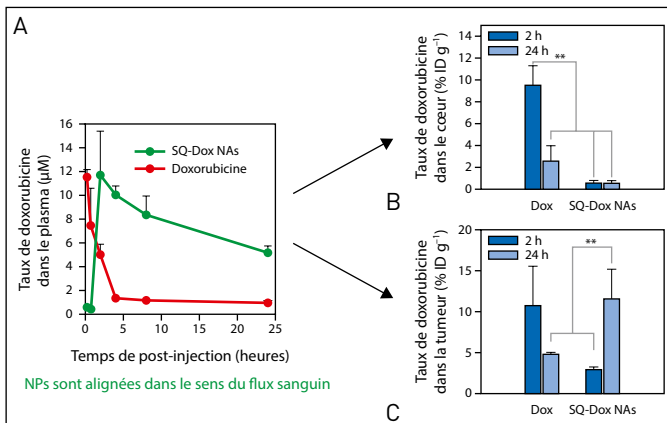 A
Taux de doxorubicine
dans le plasma (µM)
16
14
12
10
8
6
4
2
0
SQ-Dox NAs
Doxorubicine
0 5 10 15 20 25
Temps de post-injection (heures)
NPs sont alignées dans le sens du flux sanguin
B
Taux de doxorubicine
dans le cœur (% ID g⁻¹)
14
12
10
8
6
4
2
0
2 h
24 h
**
Dox SQ-Dox NAs
C
Taux de doxorubicine
dans la tumeur (% ID g⁻¹)
20
15
10
5
0
2 h
24 h
**
Dox SQ-Dox NAs